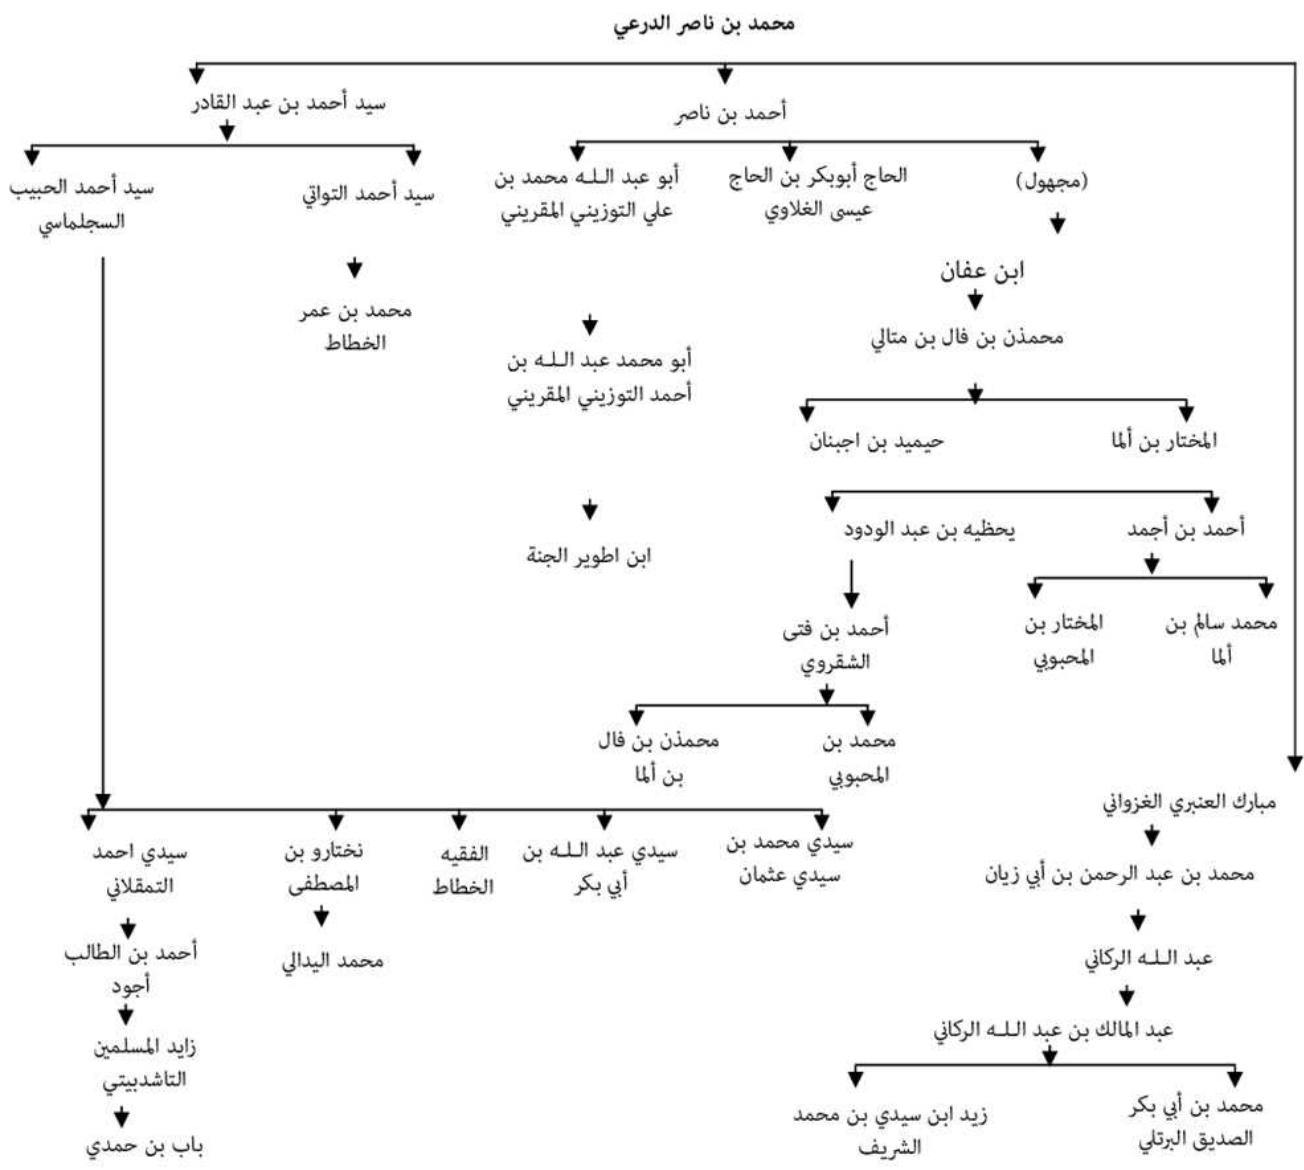 محمد بن ناصر الدرعي
سيد أحمد بن عبد القادر
أحمد بن ناصر
(مجهول)
الحاج أبوبكر بن الحاج
عيسى الغلاوي
أبو عبد اللـه محمد بن
علي التوزيني المقريني
سيد أحمد التواتي
سيد أحمد الحبيب
السجلماسي
ابن عفان
محمد بن عمر
الخطاط
محمذن بن فال بن متالي
أبو محمد عبد اللـه بن
أحمد التوزيني المقريني
المختار بن ألما
حيميد بن اجبنان
أحمد بن أجمد
يحظيه بن عبد الودود
ابن اطوير الجنة
محمد سالم بن
ألما
المختار بن
المحبوبي
أحمد بن فتى
الشقروي
محمد بن
المحبوبي
محمذن بن فال
بن ألما
مبارك العنبري الغزواني
سيدي محمد بن
سيدي عثمان
سيدي عبد اللـه بن
أبي بكر
الفقيه
الخطاط
نختارو بن
المصطفى
سيدي احمد
التمقلاني
محمد بن عبد الرحمن بن أبي زيان
محمد اليدالي
أحمد بن الطالب
أجود
عبد اللـه الركاني
عبد المالك بن عبد اللـه الركاني
زايد المسلمين
التاشدبيتي
محمد بن أبي بكر
الصديق البرتلي
زيد ابن سيدي بن محمد
الشريف
باب بن حمدي